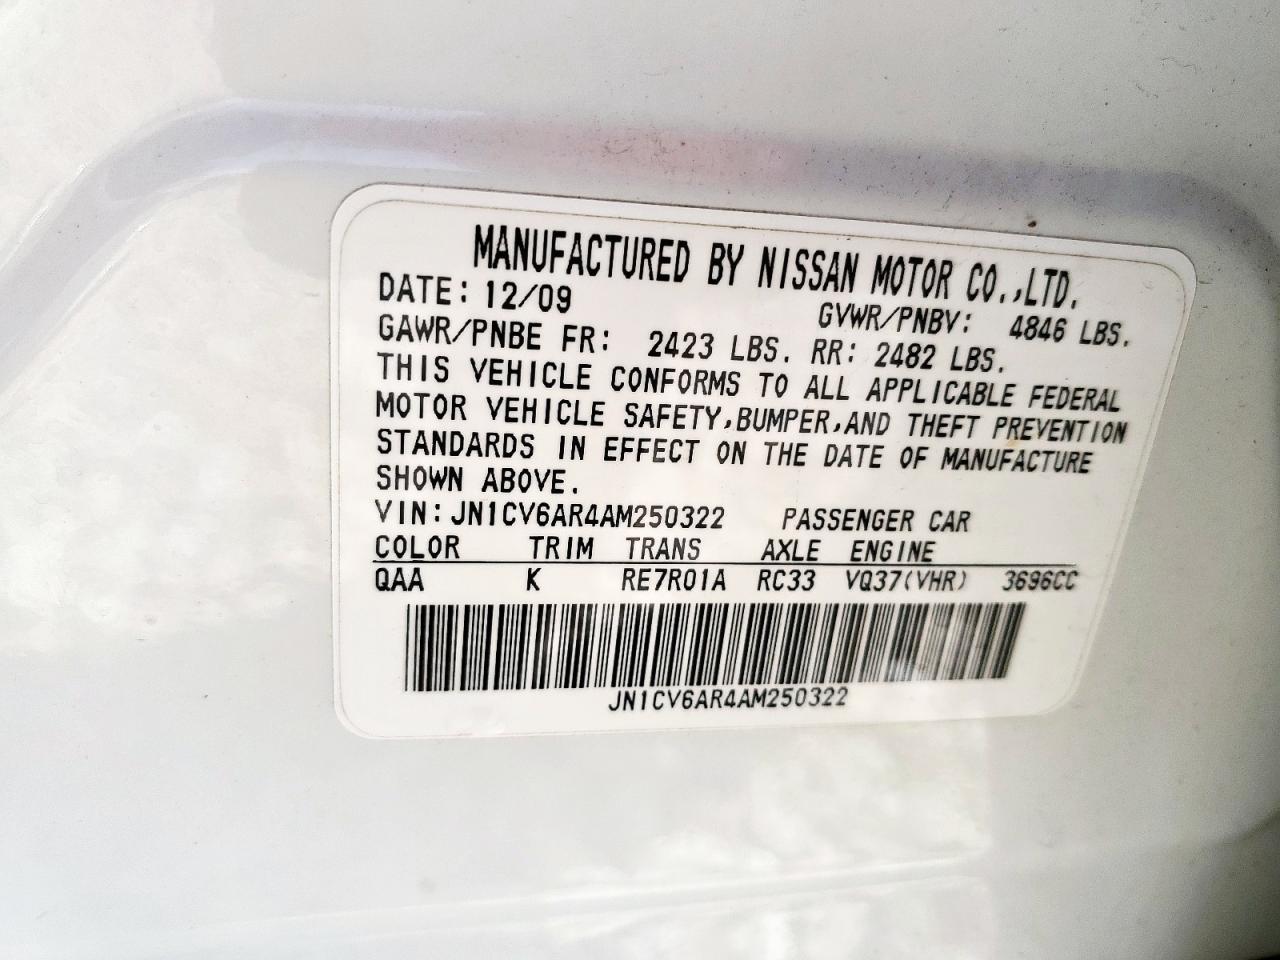 MANUFACTURED BY NISSAN MOTOR CO.,LTD.
DATE: 12/09 GVWR/PNBV: 4846 LBS.
GAWR/PNBE FR: 2423 LBS. RR: 2482 LBS.
THIS VEHICLE CONFORMS TO ALL APPLICABLE FEDERAL
MOTOR VEHICLE SAFETY,BUMPER,AND THEFT PREVENTION
STANDARDS IN EFFECT ON THE DATE OF MANUFACTURE
SHOWN ABOVE.
VIN: JN1CV6AR4AM250322 PASSENGER CAR
COLOR TRIM TRANS AXLE ENGINE
QAA K RE7R01A RC33 VQ37(VHR) 3696CC
JN1CV6AR4AM250322